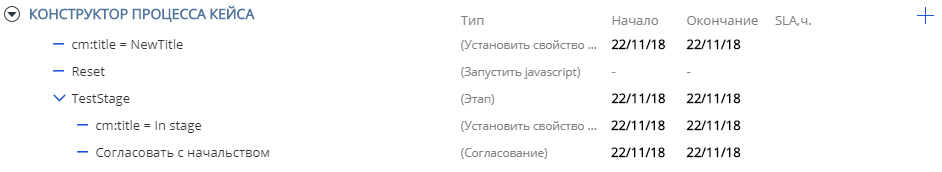 КОНСТРУКТОР ПРОЦЕССА КЕЙСА Тип Начало Окончание SLA,ч.
cm:title = NewTitle (Установить свойство ... 22/11/18 22/11/18
Reset (Запустить javascript) - -
TestStage (Этап) 22/11/18 22/11/18
cm:title = In stage (Установить свойство ... 22/11/18 22/11/18
Согласовать с начальством (Согласование) 22/11/18 22/11/18